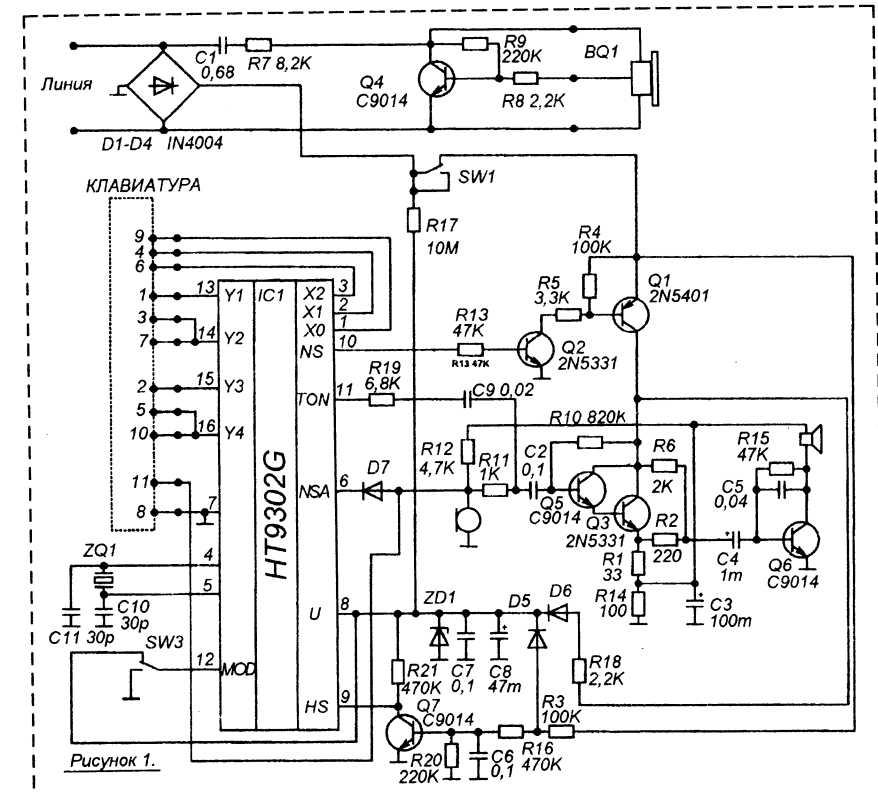 Линия
C1
0,68
R7 8,2K
Q4
C9014
R9
220K
R8 2,2K
BQ1
D1-D4 IN4004
SW1
R17
10M
КЛАВИАТУРА
9
4
6
1
3
7
2
5
10
11
8
13
14
15
16
7
4
5
12
Y1
Y2
Y3
Y4
MOD
IC1
HT9302G
X2
X1
X0
NS
TON
NSA
U
HS
3
2
1
10
11
6
8
9
R4
100K
R5
3,3K
Q1
2N5401
R13
47K
R13 47K
Q2
2N5331
R19
6,8K
C9 0,02
R10 820K
R12
4,7K
R11
1K
C2
0,1
D7
Q5
C9014
Q3
2N5331
R6
2K
R2
220
R15
47K
C5
0,04
C4
1m
Q6
C9014
R1
33
R14
100
C3
100m
ZQ1
C10
30p
C11 30p
SW3
ZD1
D5
D6
C7
0,1
C8
47m
R18
2,2K
R21
470K
Q7
C9014
R3
100K
R16
470K
R20
220K
C6
0,1
Рисунок 1.